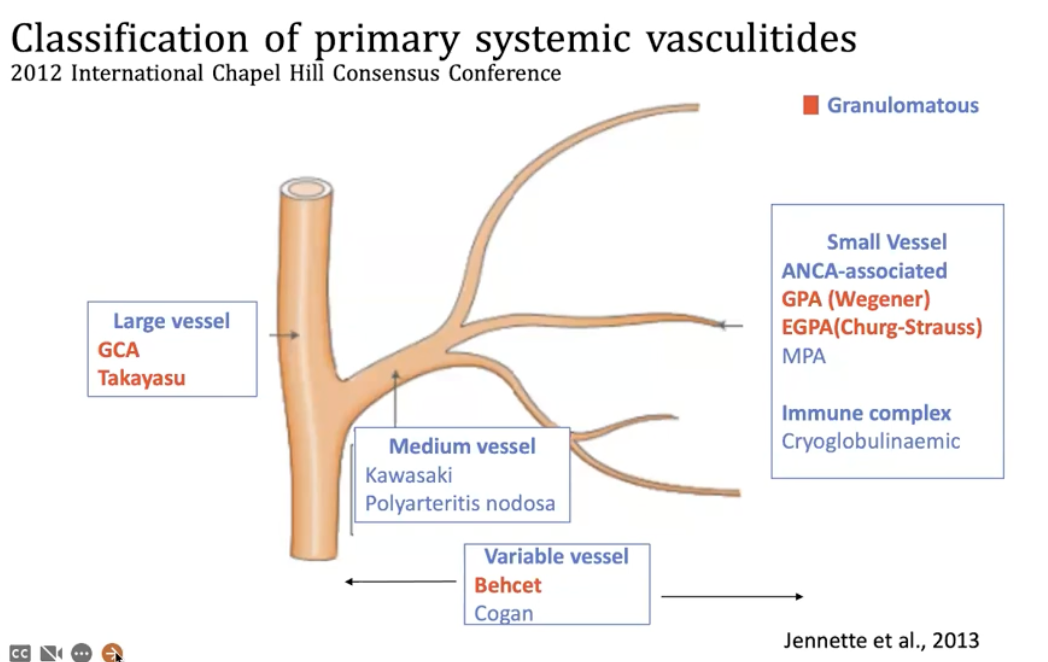 Classification of primary systemic vasculitides
2012 International Chapel Hill Consensus Conference
Granulomatous
Large vessel
GCA
Takayasu
Medium vessel
Kawasaki
Polyarteritis nodosa
Small Vessel
ANCA-associated
GPA (Wegener)
EGPA(Churg-Strauss)
MPA
Immune complex
Cryoglobulinaemic
Variable vessel
Behcet
Cogan
Jennette et al., 2013
CC